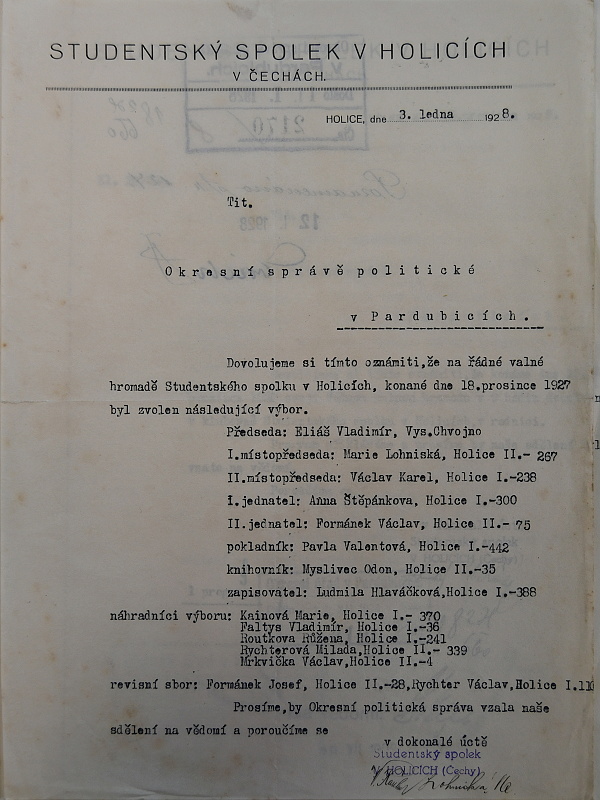 STUDENTSKÝ SPOLEK V HOLICÍCH
V ČECHÁCH.
HOLICE, dne 3. ledna 1928.
Tit.
Okresní správě politické
v Pardubicích.
Dovolujeme si tímto oznámiti,že na řádné valné
hromadě Studentského spolku v Holicích, konané dne 18.prosince 1927
byl zvolen následující výbor.
Předseda: Eliáš Vladimír, Vys.Chvojno
I.místopředseda: Marie Lohniská, Holice II.- 267
II.místopředseda: Václav Karel, Holice I.-238
I.jednatel: Anna Štěpánkova, Holice I.-300
II.jednatel: Formánek Václav, Holice II.- 75
pokladník: Pavla Valentová, Holice I.-442
knihovník: Myslivec Odon, Holice II.-35
zapisovatel: Ludmila Hlaváčková,Holice I.-388
náhradníci výboru: Kainová Marie, Holice I.- 370
Faltys Vladimír, Holice I.-36
Routkova Růžena, Holice I.-241
Rychterová Milada,Holice II.- 339
Mrkvička Václav,Holice II.-4
revisní sbor: Formánek Josef, Holice II.-28,Rychter Václav,Holice I.
Prosíme,by Okresní politická správa vzala naše
sdělení na vědomí a poroučíme se
v dokonalé úctě
Studentský spolek
V HOLICÍCH (Čechy)